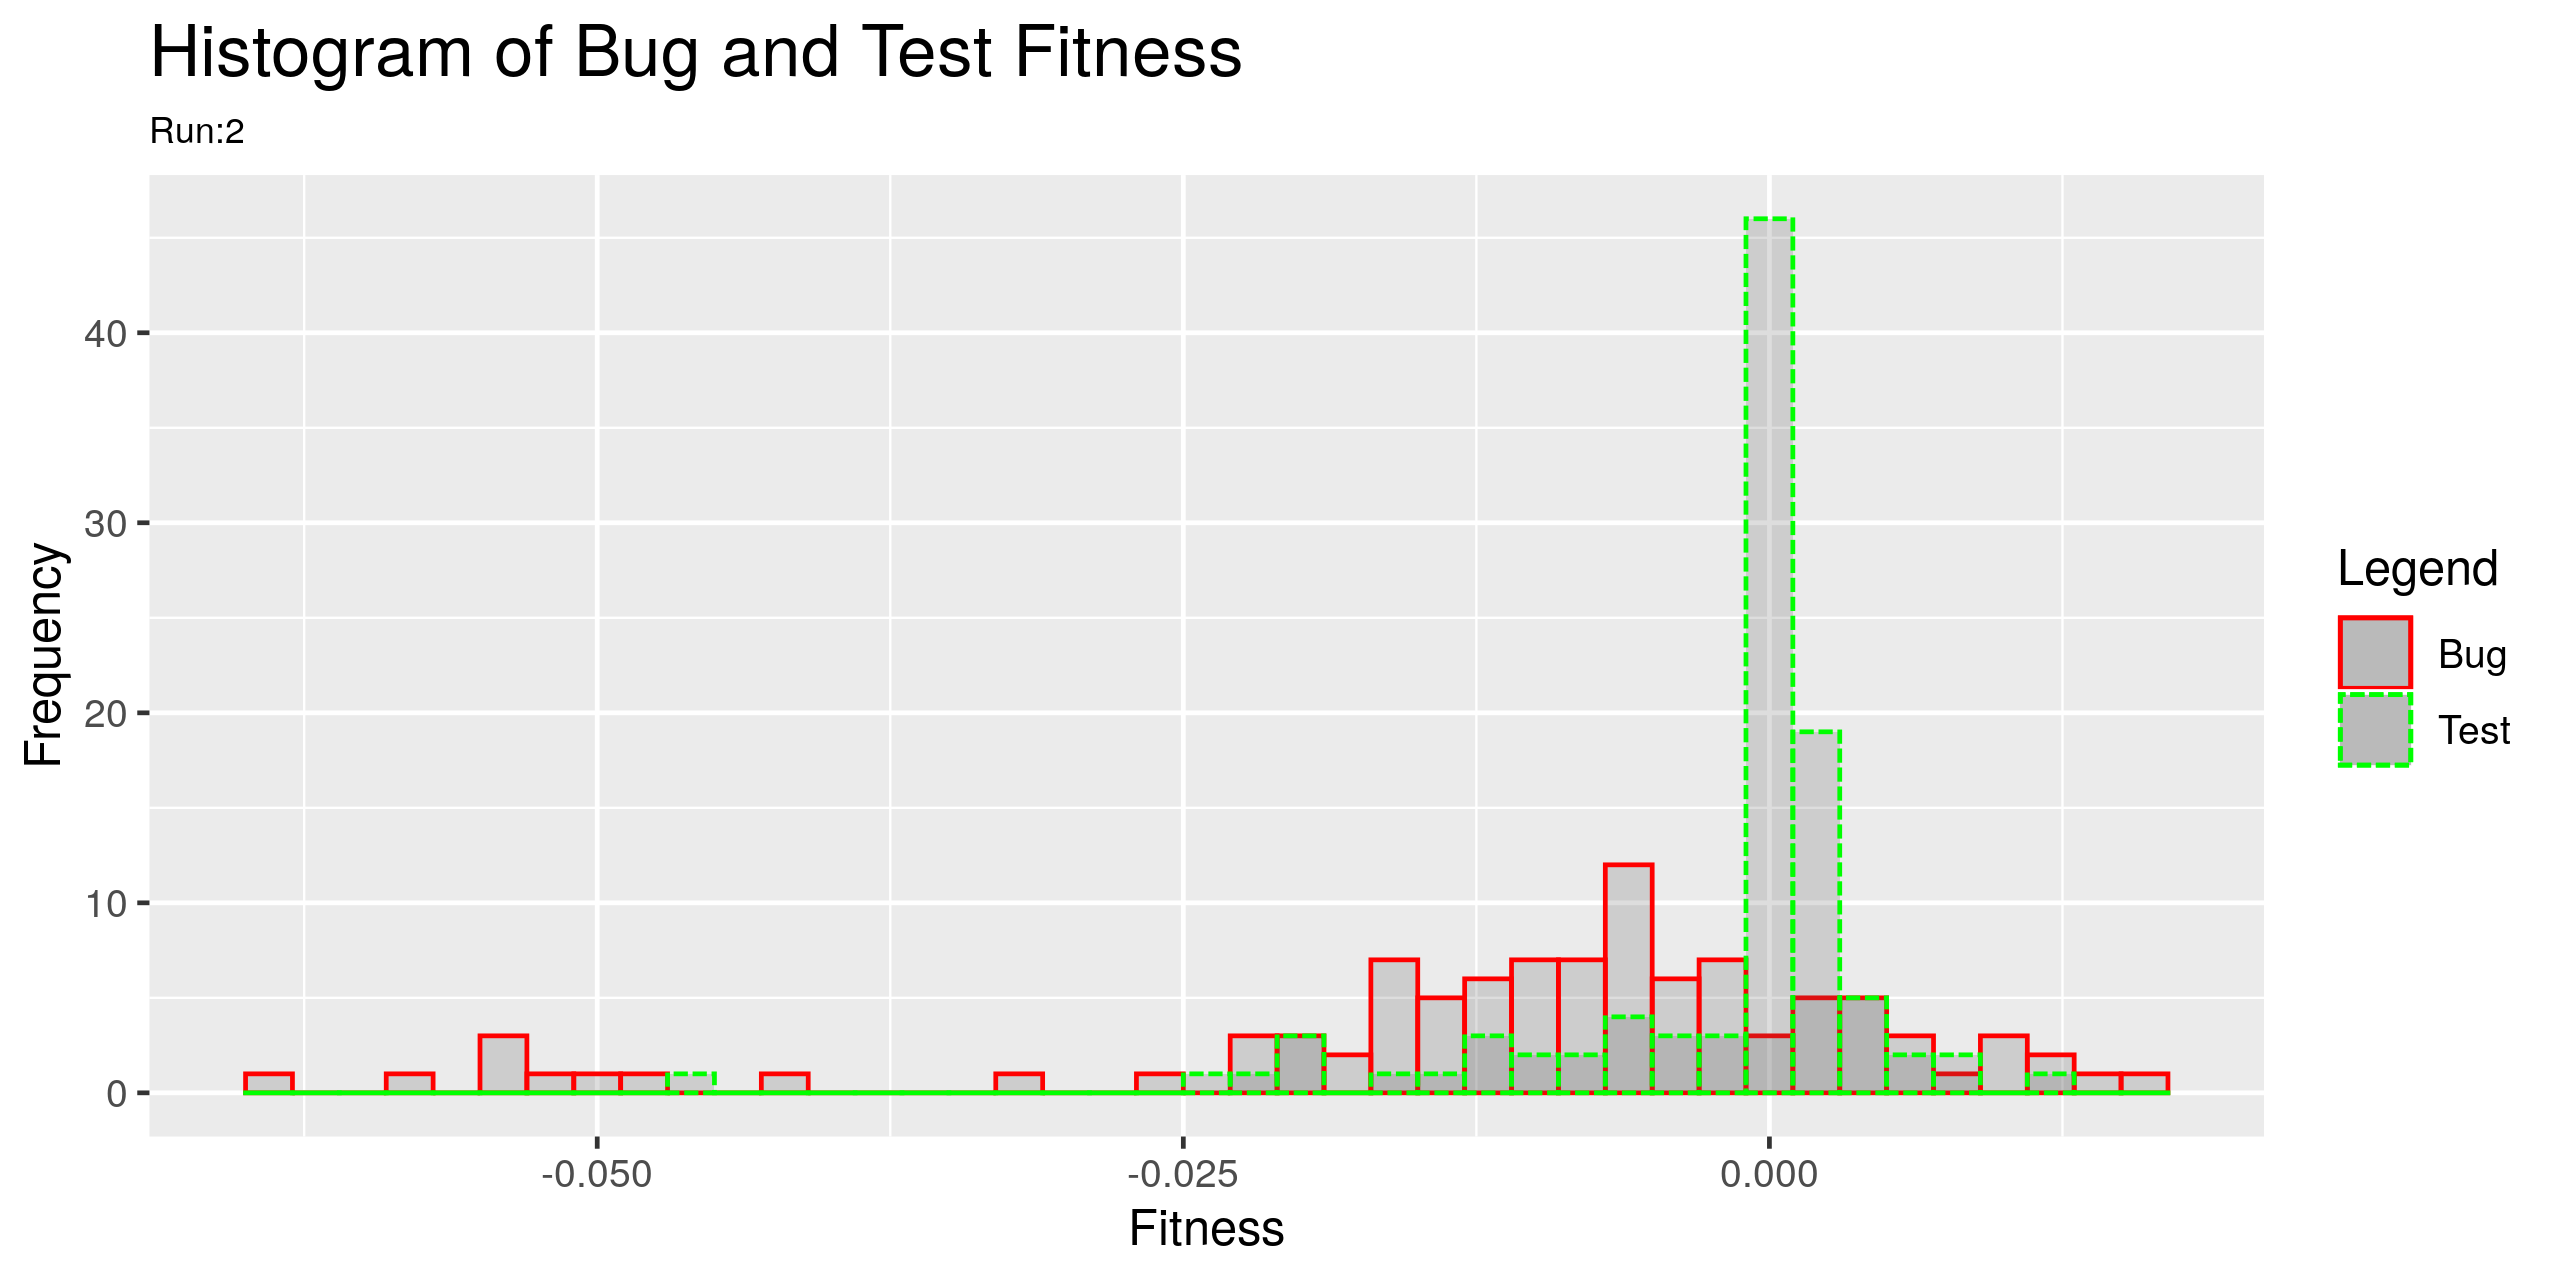 Histogram of Bug and Test Fitness
Run:2
Frequency
40
30
20
10
0
-0.050
-0.025
0.000
Fitness
Legend
Bug
Test